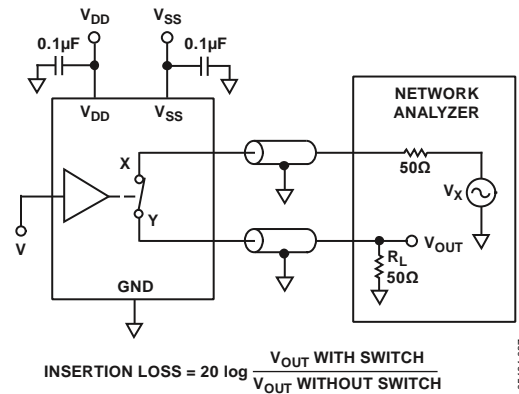 VDD
VSS
0.1µF
0.1µF
VDD
VSS
NETWORK
ANALYZER
X
50Ω
VX
Y
V
VOUT
RL
50Ω
GND
INSERTION LOSS = 20 log VOUT WITH SWITCH
VOUT WITHOUT SWITCH